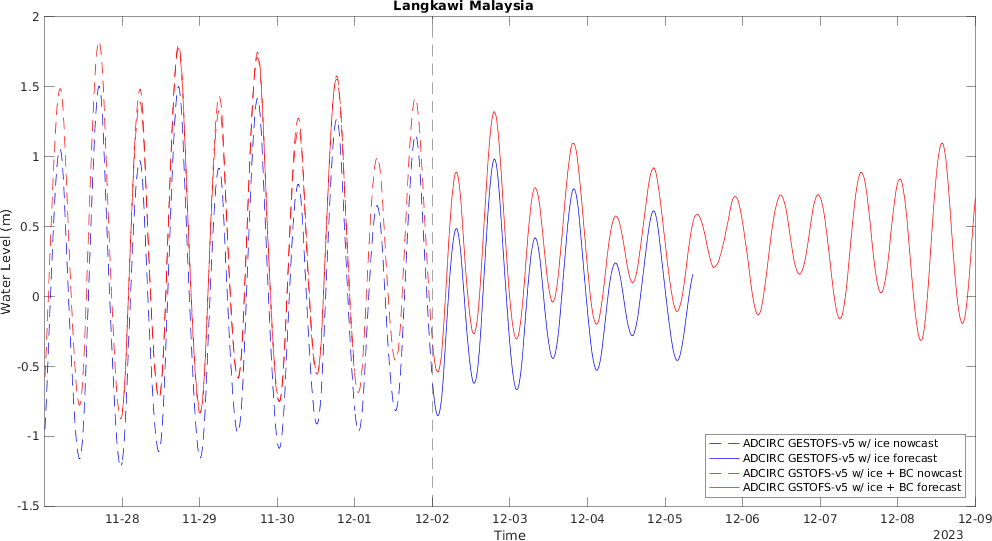 Langkawi Malaysia
2
1.5
1
0.5
0
-0.5
-1
-1.5
Water Level (m)
ADCIRC GESTOFS-v5 w/ ice nowcast
ADCIRC GESTOFS-v5 w/ ice forecast
ADCIRC GSTOFS-v5 w/ ice + BC nowcast
ADCIRC GSTOFS-v5 w/ ice + BC forecast
11-28 11-29 11-30 12-01 12-02 12-03 12-04 12-05 12-06 12-07 12-08 12-09
Time
2023